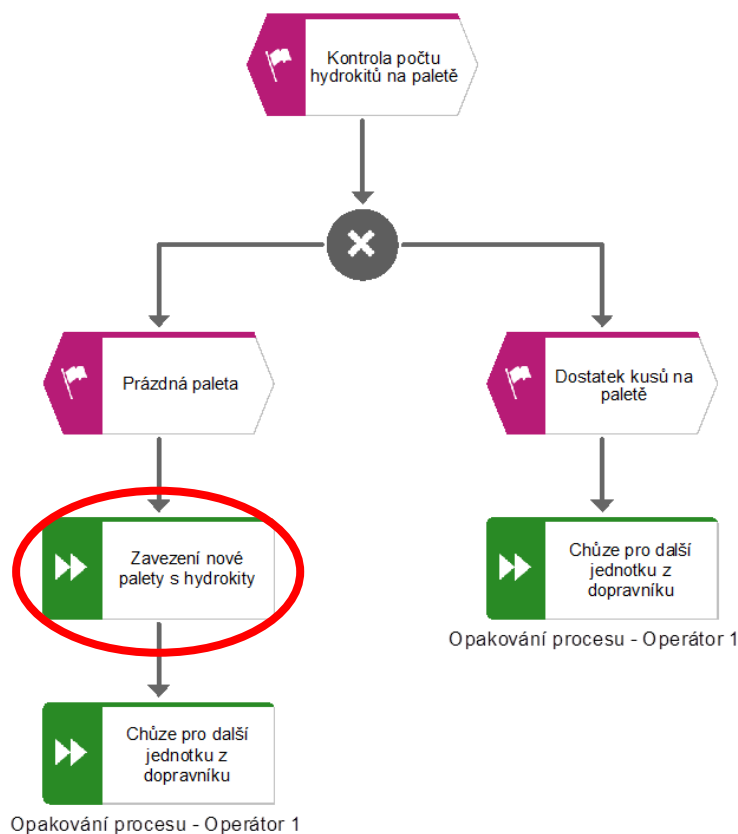 Kontrola počtu
hydrokitů na paletě
Prázdná paleta
Dostatek kusů na
paletě
Zavezení nové
palety s hydrokity
Chůze pro další
jednotku z
dopravníku
Opakování procesu - Operátor 1
Chůze pro další
jednotku z
dopravníku
Opakování procesu - Operátor 1